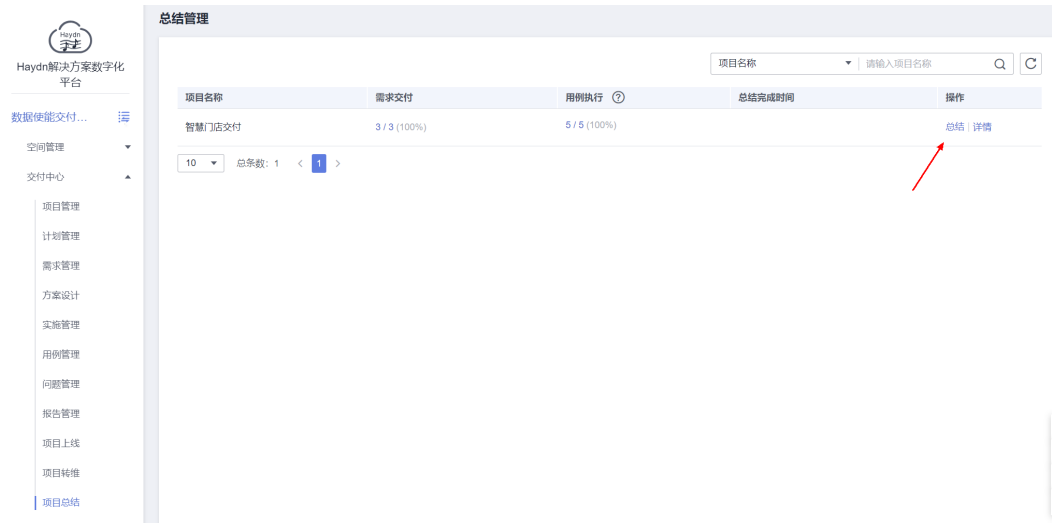 总结管理
Haydn
Haydn解决方案数字化
平台
数据使能交付...
空间管理
交付中心
项目管理
计划管理
需求管理
方案设计
实施管理
用例管理
问题管理
报告管理
项目上线
项目转维
项目总结
项目名称 请输入项目名称
项目名称 需求交付 用例执行 ? 总结完成时间 操作
智慧门店交付 3 / 3 (100%) 5 / 5 (100%) 总结 | 详情
10 总条数: 1 < 1 >